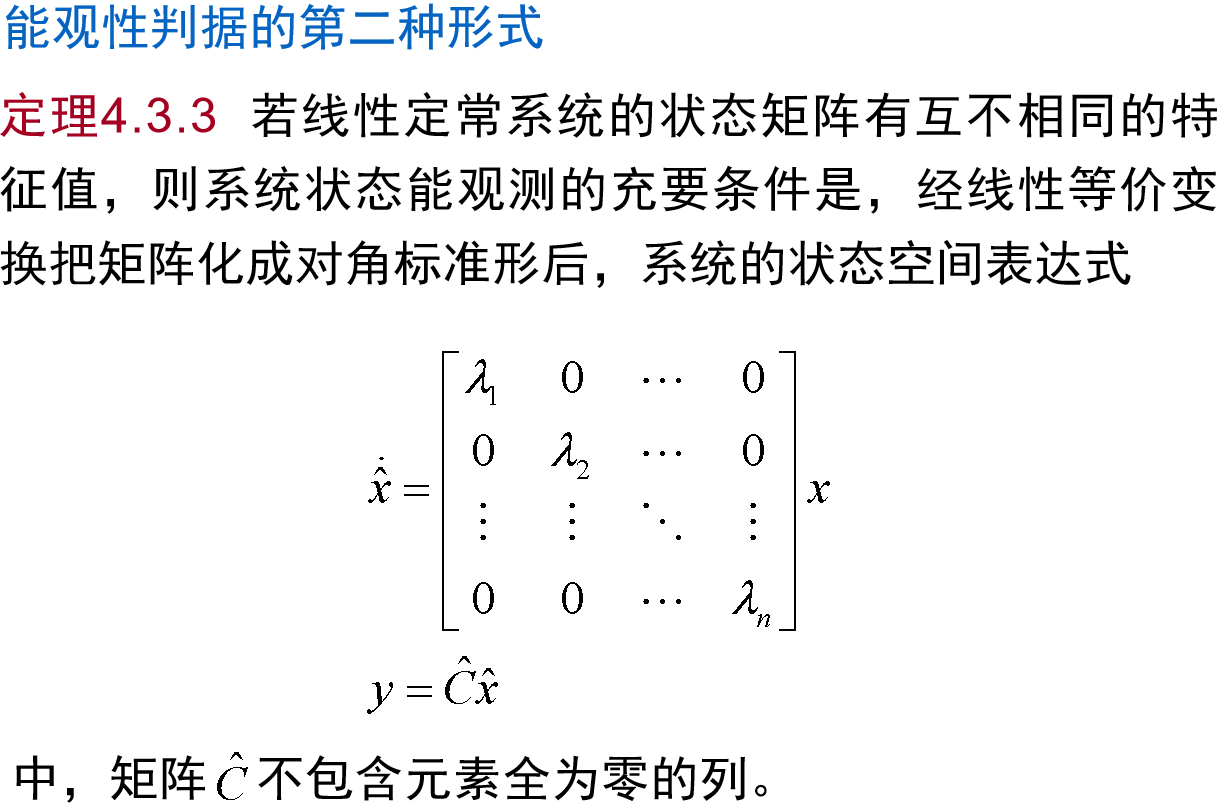 能观性判据的第二种形式
定理4.3.3 若线性定常系统的状态矩阵有互不相同的特
征值，则系统状态能观测的充要条件是，经线性等价变
换把矩阵化成对角标准形后，系统的状态空间表达式
λ₁ 0 ⋯ 0
0 λ₂ ⋯ 0
ẋ̂ = [ ] x
⋮ ⋮ ⋱ ⋮
0 0 ⋯ λₙ
y = Ĉx̂
中，矩阵 Ĉ 不包含元素全为零的列。